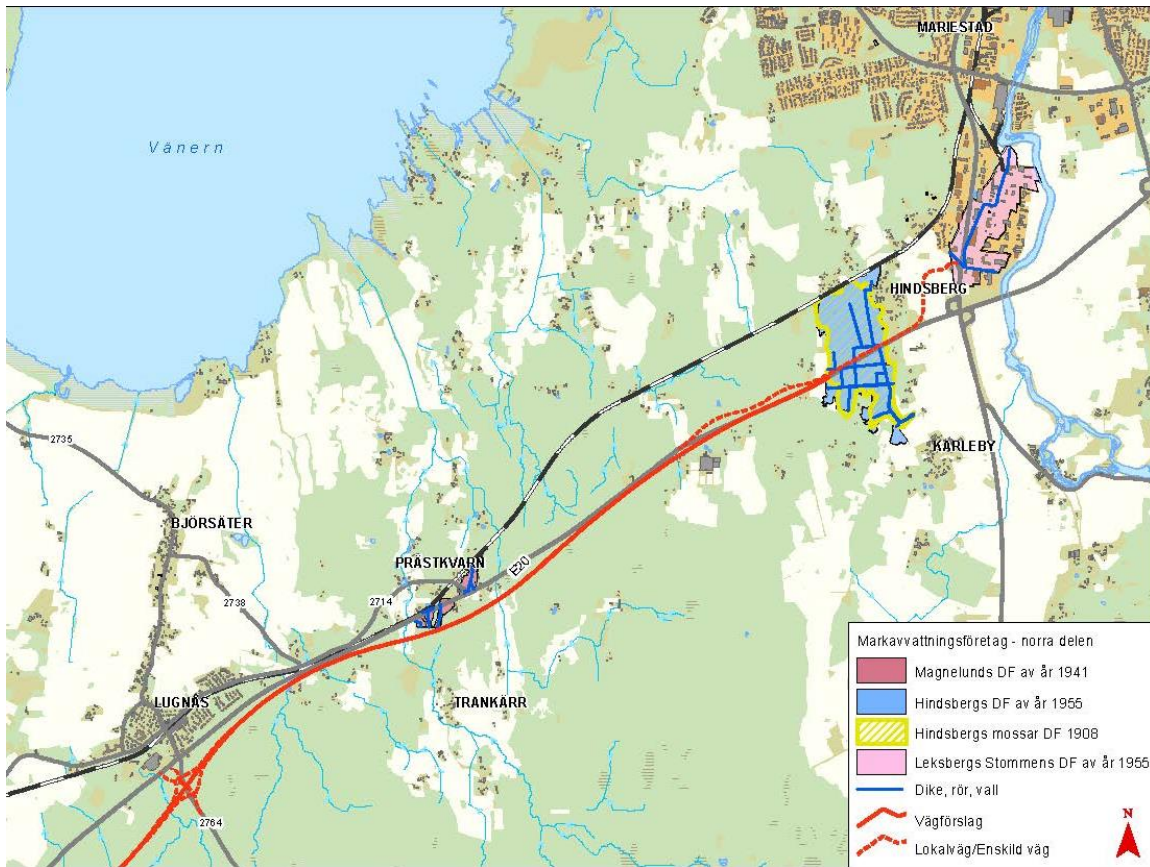 MARIESTAD
Vänern
HINDSBERG
2735
KARLEBY
BJÖRSÄTER
PRÄSTKVARN
E20
2738
2714
LUGNÅS
TRANKÄRR
2764
Markavvattningsföretag - norra delen
Magnelunds DF av år 1941
Hindsbergs DF av år 1955
Hindsbergs mossar DF 1908
Leksbergs Stommens DF av år 1955
Dike, rör, vall
Vägförslag
Lokalväg/Enskild väg
N